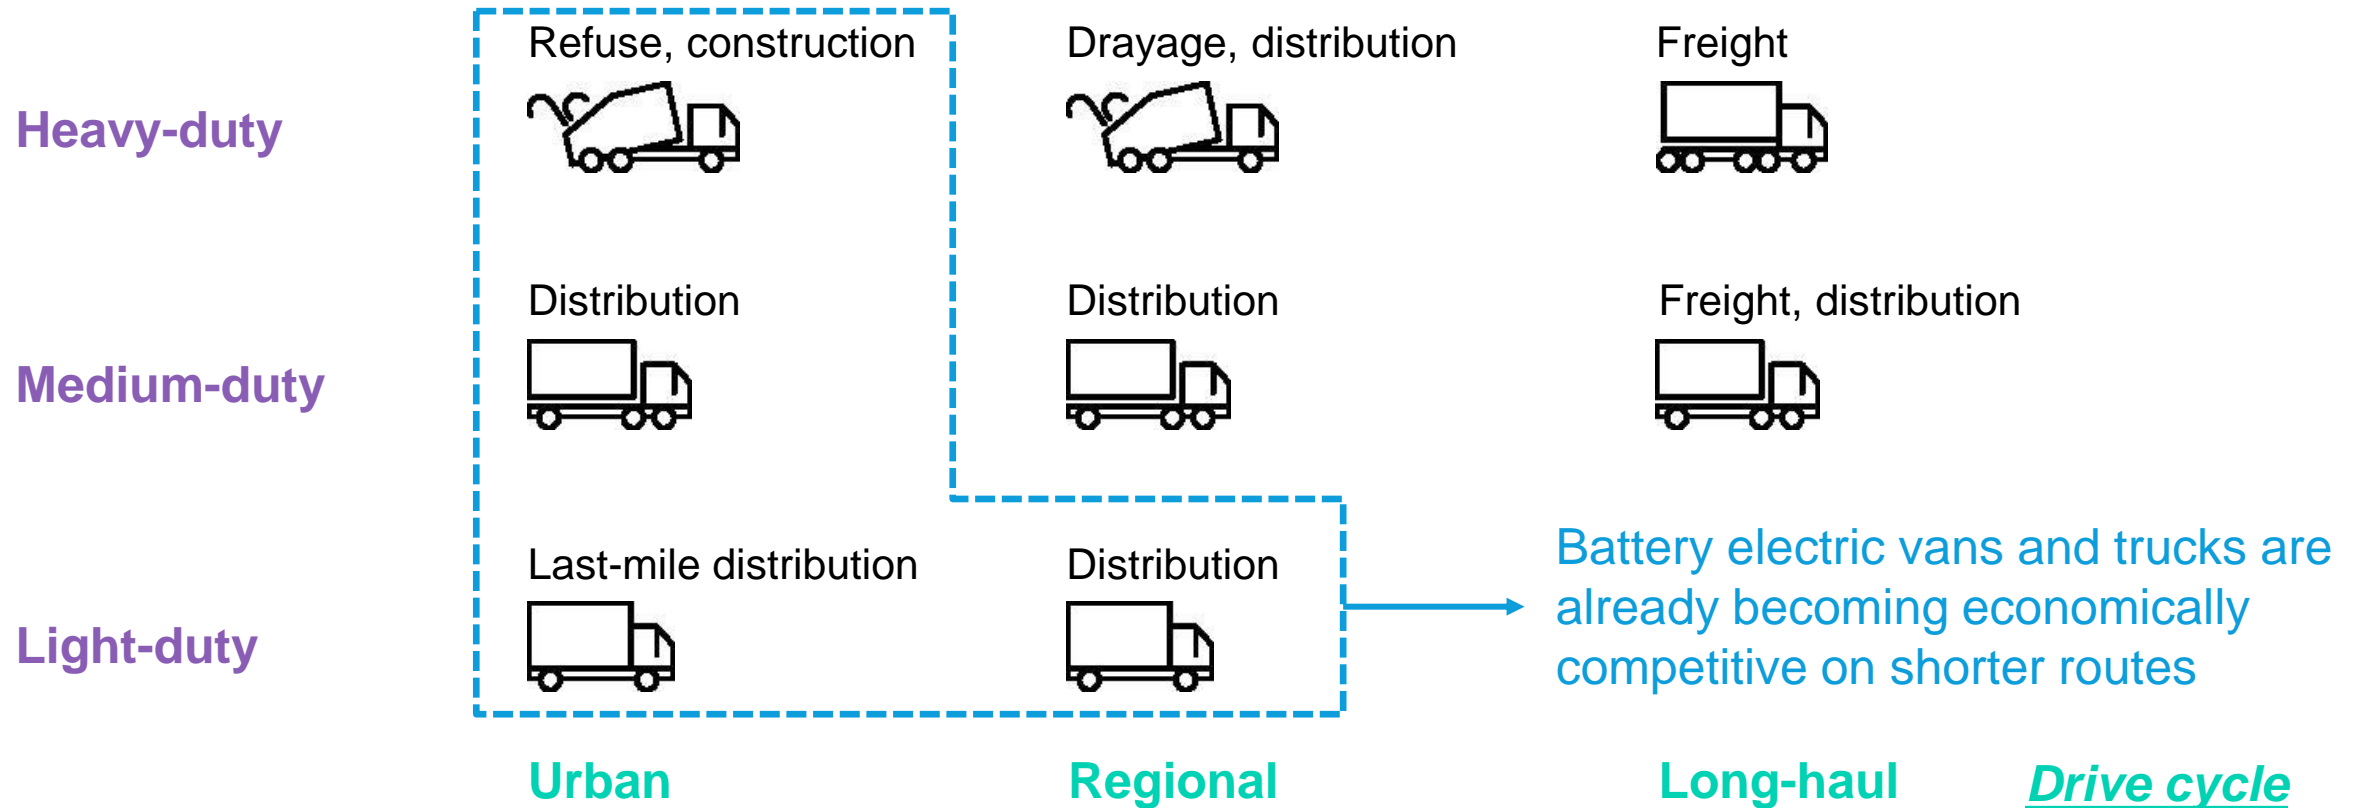 Refuse, construction
Drayage, distribution
Freight
Heavy-duty
Distribution
Distribution
Freight, distribution
Medium-duty
Last-mile distribution
Distribution
Light-duty
Battery electric vans and trucks are
already becoming economically
competitive on shorter routes
Urban
Regional
Long-haul
Drive cycle